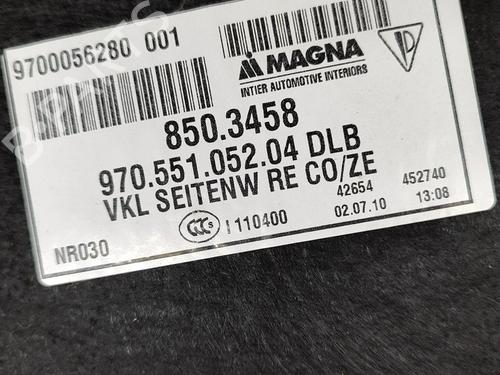 9700056280 001
MAGNA
INTIER AUTOMOTIVE INTERIORS
850.3458
970.551.052.04 DLB
VKL SEITENW RE CO/ZE
42654 452740
02.07.10 13:08
NR030
CCC S I 110400